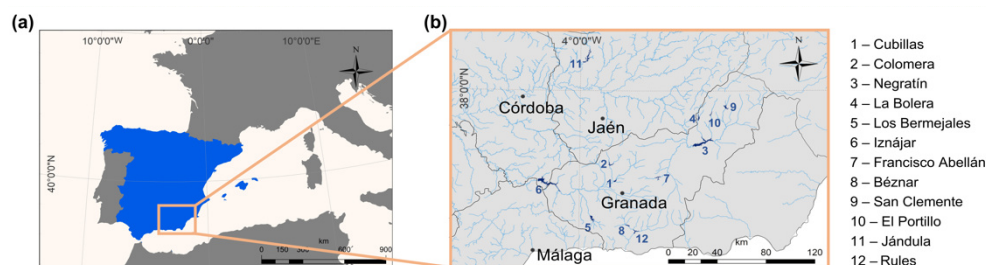 (a)
10°0'0"W
0°0'0"
10°0'0"E
N
40°0'0"N
km
0 150 300 600 900
(b)
4°0'0"W
N
38°0'0"N
11
Córdoba
Jaén
9
4
10
3
2
6
1
7
Granada
5
8
12
Málaga
km
0 20 40 80 120
1 – Cubillas
2 – Colomera
3 – Negratín
4 – La Bolera
5 – Los Bermejales
6 – Iznájar
7 – Francisco Abellán
8 – Béznar
9 – San Clemente
10 – El Portillo
11 – Jándula
12 – Rules